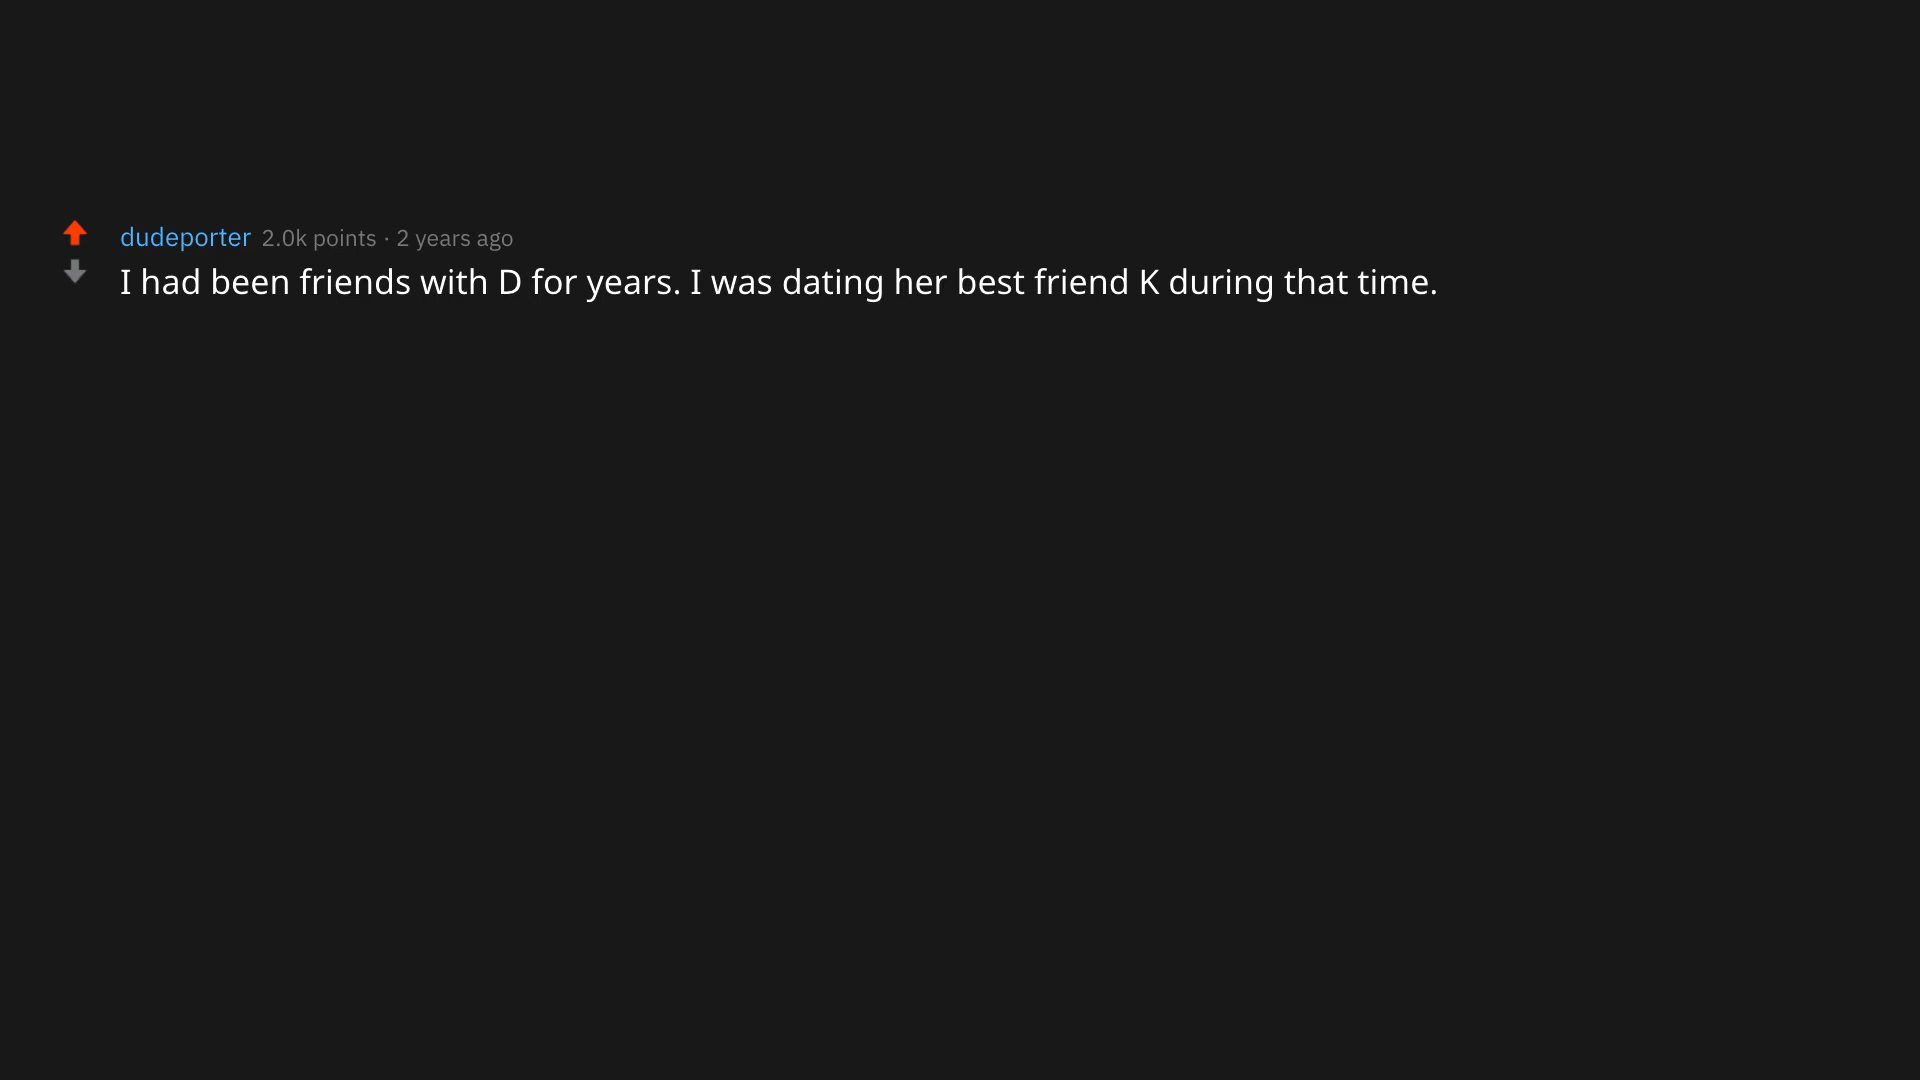 dudeporter 2.0k points · 2 years ago
I had been friends with D for years. I was dating her best friend K during that time.